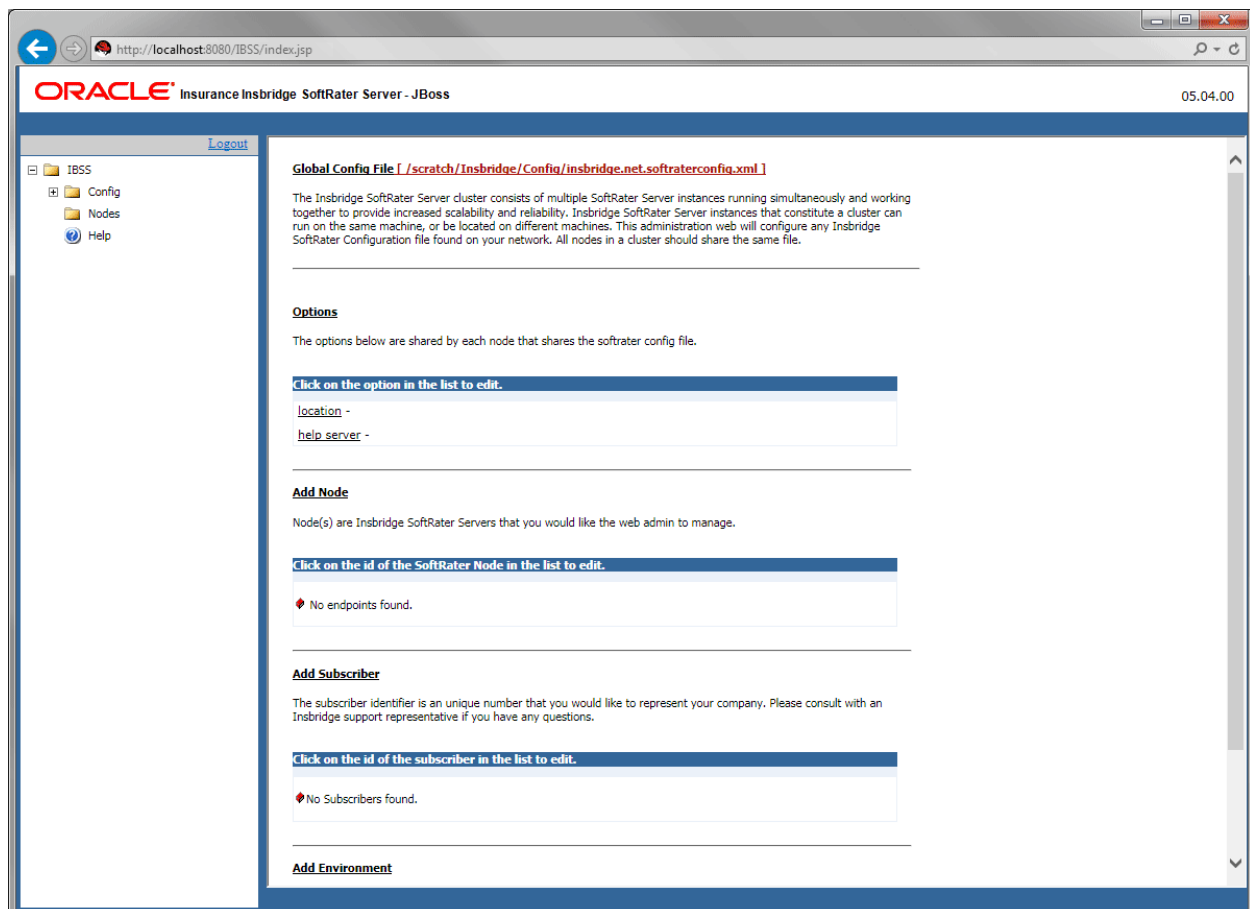 http://localhost:8080/IBSS/index.jsp
ORACLE® Insurance Insbridge SoftRater Server - JBoss
05.04.00
Logout
IBSS
Config
Nodes
Help
Global Config File [ /scratch/Insbridge/Config/insbridge.net.softraterconfig.xml ]
The Insbridge SoftRater Server cluster consists of multiple SoftRater Server instances running simultaneously and working
together to provide increased scalability and reliability. Insbridge SoftRater Server instances that constitute a cluster can
run on the same machine, or be located on different machines. This administration web will configure any Insbridge
SoftRater Configuration file found on your network. All nodes in a cluster should share the same file.
Options
The options below are shared by each node that shares the softrater config file.
Click on the option in the list to edit.
location -
help server -
Add Node
Node(s) are Insbridge SoftRater Servers that you would like the web admin to manage.
Click on the id of the SoftRater Node in the list to edit.
No endpoints found.
Add Subscriber
The subscriber identifier is an unique number that you would like to represent your company. Please consult with an
Insbridge support representative if you have any questions.
Click on the id of the subscriber in the list to edit.
No Subscribers found.
Add Environment